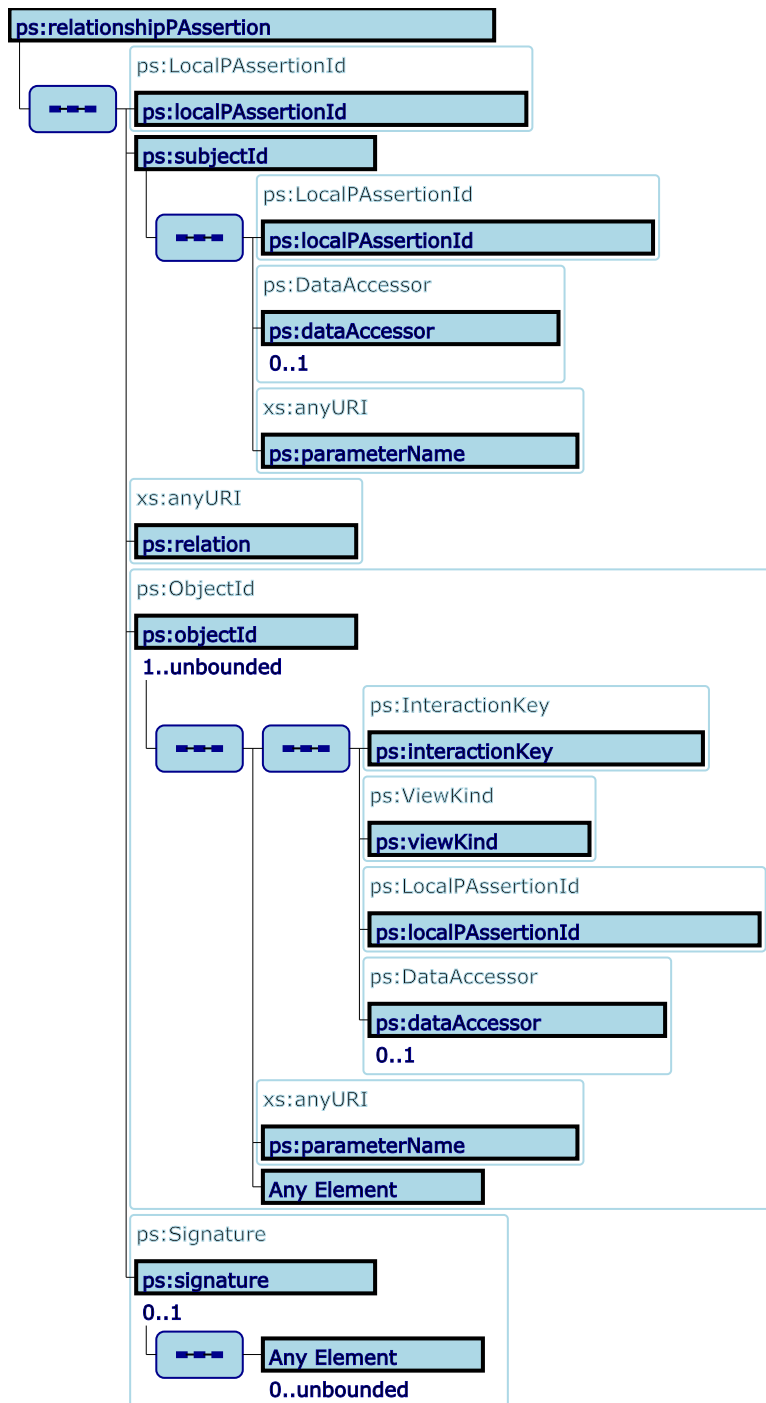 ps:relationshipPAssertion
ps:LocalPAssertionId
ps:localPAssertionId
ps:subjectId
ps:LocalPAssertionId
ps:localPAssertionId
ps:DataAccessor
ps:dataAccessor
0..1
xs:anyURI
ps:parameterName
xs:anyURI
ps:relation
ps:ObjectId
ps:objectId
1..unbounded
ps:InteractionKey
ps:interactionKey
ps:ViewKind
ps:viewKind
ps:LocalPAssertionId
ps:localPAssertionId
ps:DataAccessor
ps:dataAccessor
0..1
xs:anyURI
ps:parameterName
Any Element
ps:Signature
ps:signature
0..1
Any Element
0..unbounded